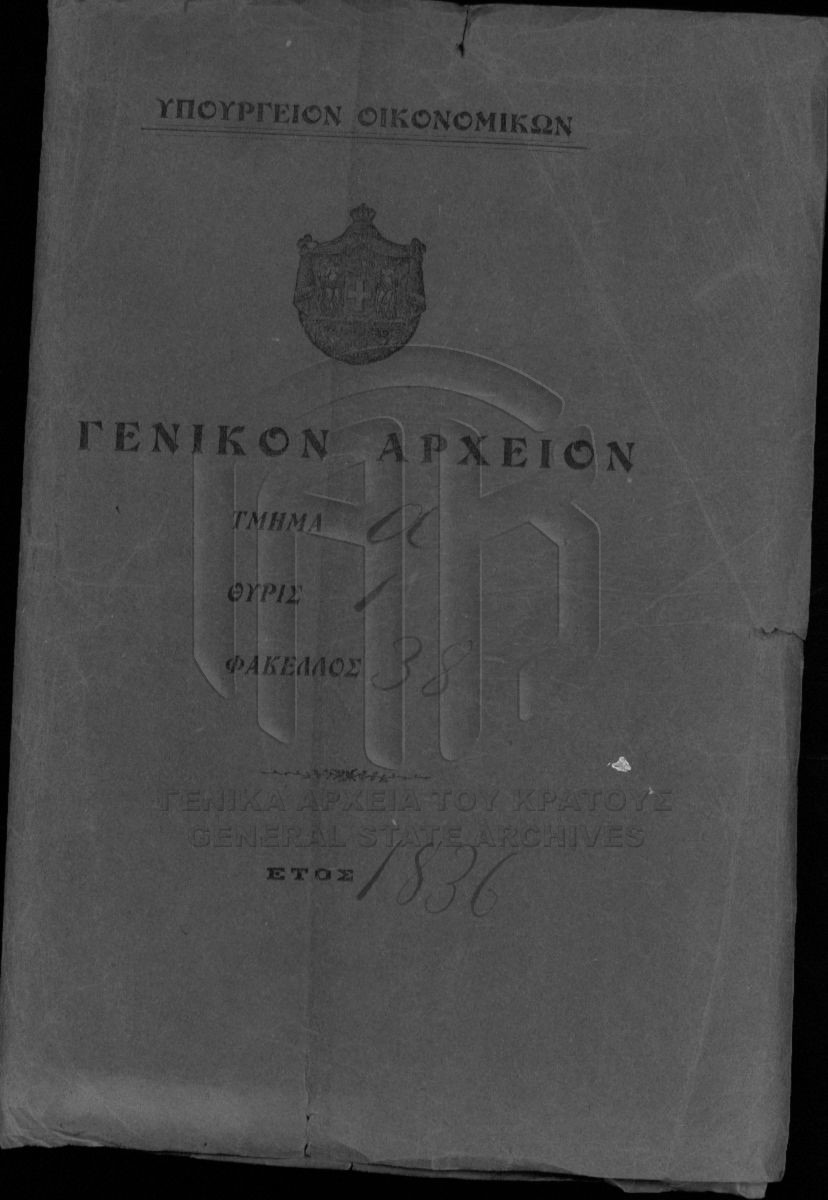 ΥΠΟΥΡΓΕΙΟΝ ΟΙΚΟΝΟΜΙΚΩΝ
ΓΕΝΙΚΟΝ ΑΡΧΕΙΟΝ
ΤΜΗΜΑ α
ΘΥΡΙΣ 1
ΦΑΚΕΛΛΟΣ 38
ΓΕΝΙΚΑ ΑΡΧΕΙΑ ΤΟΥ ΚΡΑΤΟΥΣ
GENERAL STATE ARCHIVES
ΕΤΟΣ 1836